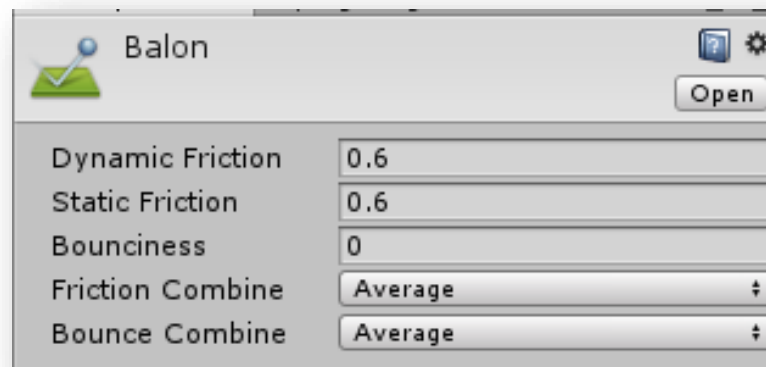 Balon
Open
Dynamic Friction 0.6
Static Friction 0.6
Bounciness 0
Friction Combine Average
Bounce Combine Average